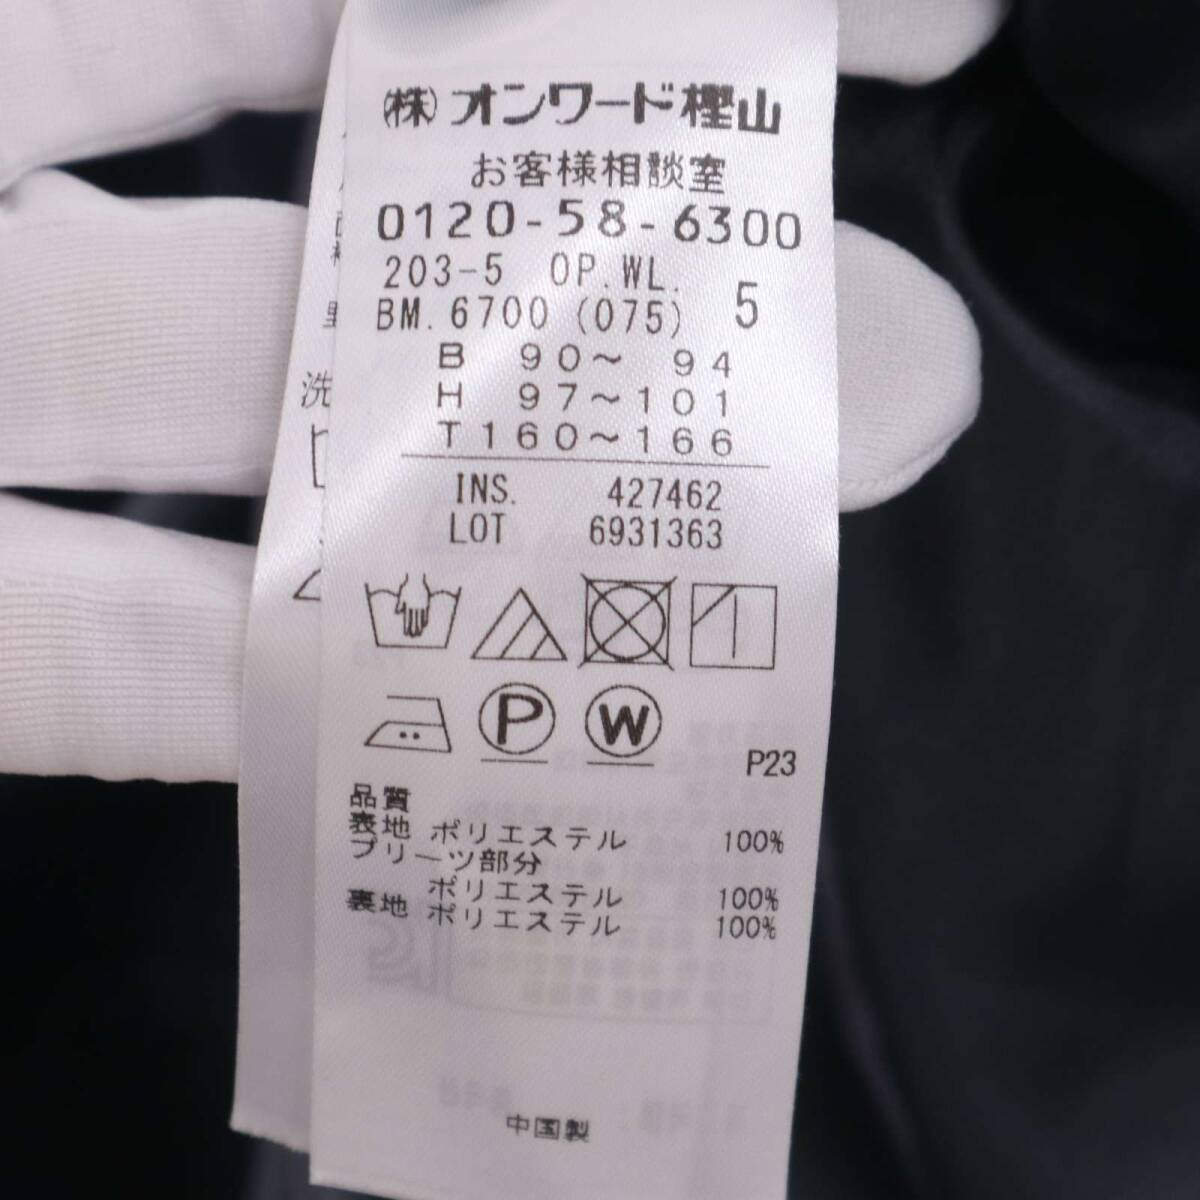 (株)オンワード樫山
お客様相談室
0120-58-6300
203-5 OP.WL.
BM.6700 (075) 5
B 90～ 94
H 97～101
T160～166
INS. 427462
LOT 6931363
P W
P23
品質
表地 ポリエステル 100%
プリーツ部分
ポリエステル 100%
裏地 ポリエステル 100%
中国製
洗